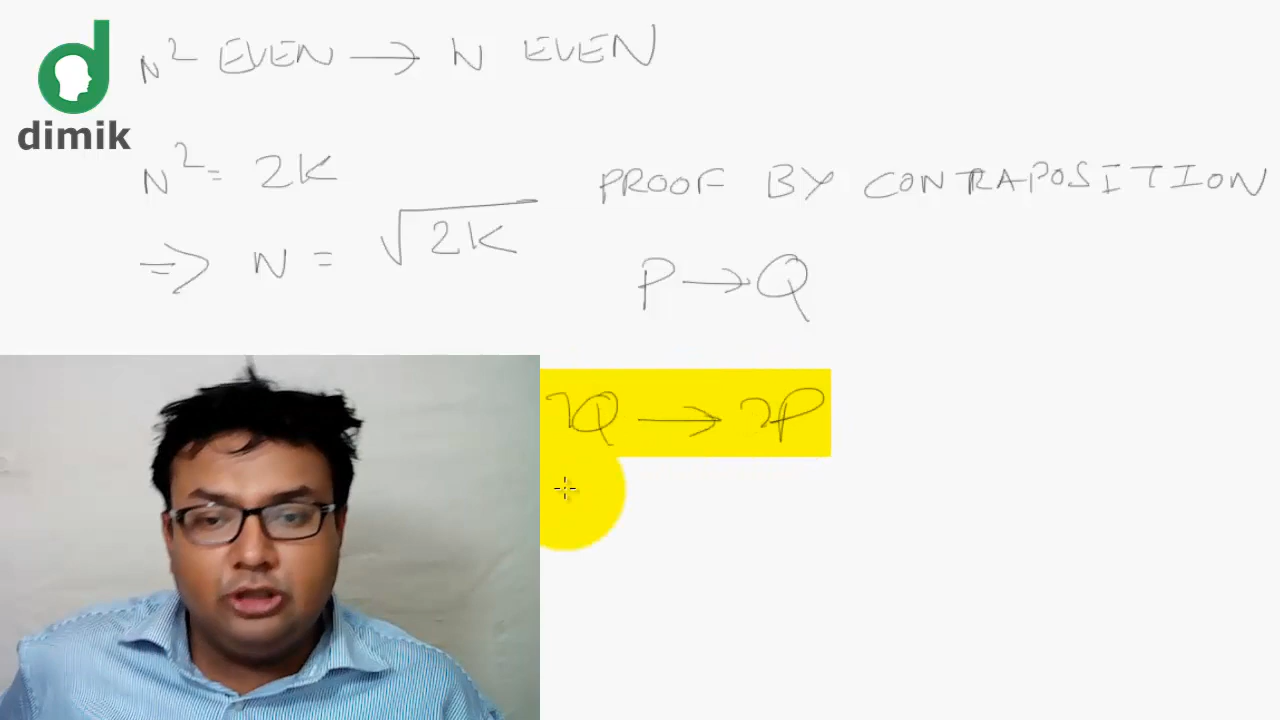 dimik
N² EVEN → N EVEN
N² = 2K
⇒ N = √2K
PROOF BY CONTRAPOSITION
P → Q
¬Q → ¬P